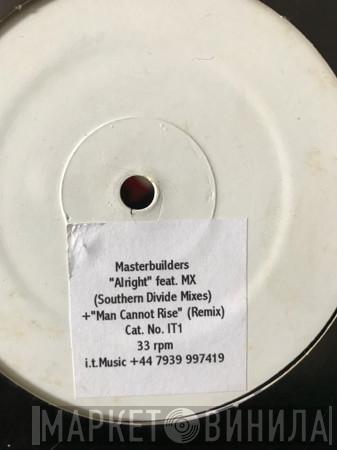 Masterbuilders
"Alright" feat. MX
(Southern Divide Mixes)
+"Man Cannot Rise" (Remix)
Cat. No. IT1
33 rpm
i.t.Music +44 7939 997419
МАРКЕТ ВИНИЛА